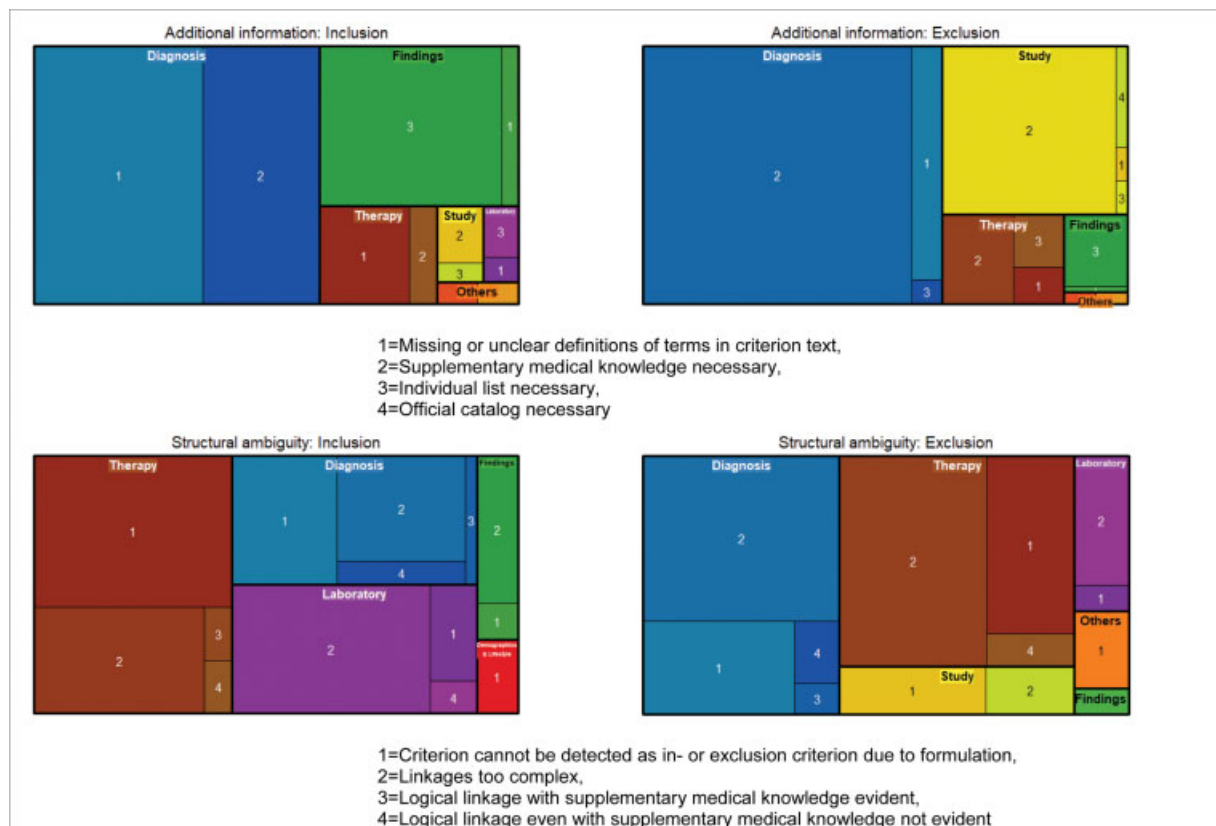 Additional information: Inclusion
Diagnosis
1
2
Findings
3
1
Therapy
1
2
Study
2
3
Laboratory
3
1
Others
Additional information: Exclusion
Diagnosis
2
1
3
Study
2
4
1
3
Therapy
2
3
1
Findings
3
Others
1=Missing or unclear definitions of terms in criterion text,
2=Supplementary medical knowledge necessary,
3=Individual list necessary,
4=Official catalog necessary
Structural ambiguity: Inclusion
Therapy
1
2
3
4
Diagnosis
1
2
3
4
Laboratory
2
1
4
Findings
2
1
Demographics
& Lifestyle
1
Structural ambiguity: Exclusion
Diagnosis
2
1
4
3
Therapy
2
1
4
Study
1
2
Laboratory
2
1
Others
1
Findings
1=Criterion cannot be detected as in- or exclusion criterion due to formulation,
2=Linkages too complex,
3=Logical linkage with supplementary medical knowledge evident,
4=Logical linkage even with supplementary medical knowledge not evident